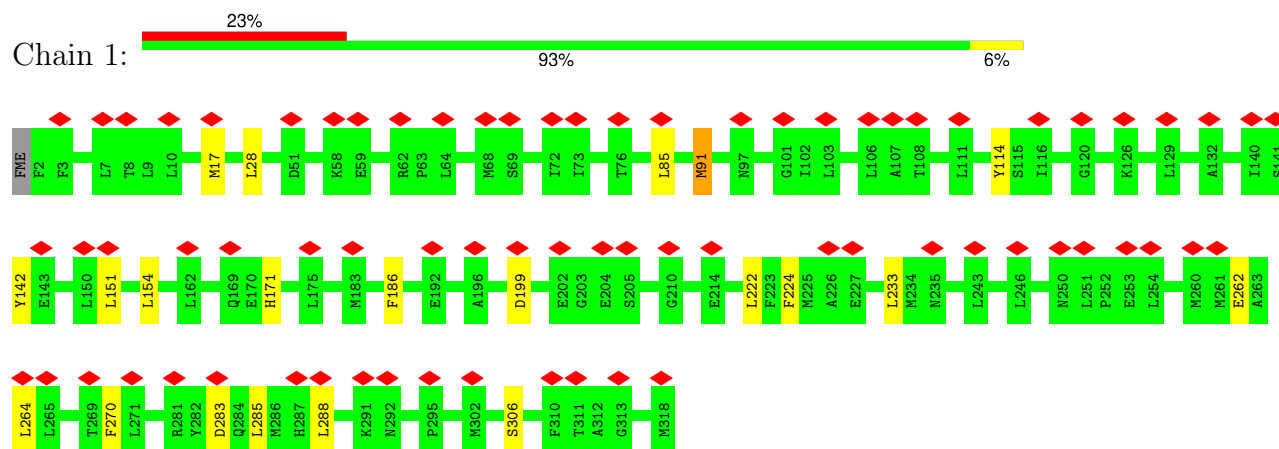 23%
Chain 1:
93% 6%
FME F2 F3 L7 T8 L9 L10 M17 L28 D51 K58 E59 R62 P63 L64 M68 S69 I72 I73 T76 L85 M91 N97 G101 I102 L103 L106 A107 T108 L111 Y114 S115 I116 G120 K126 L129 A132 I140 S141
Y142 E143 L150 L151 L154 L162 Q169 E170 H171 L175 M183 F186 E192 A196 D199 E202 G203 E204 S205 G210 E214 L222 F223 F224 M225 A226 E227 L233 M234 N235 L243 L246 N250 L251 P252 E253 L254 M260 M261 E262 A263
L264 L265 T269 F270 L271 R281 Y282 D283 Q284 L285 M286 H287 L288 K291 N292 P295 M302 S306 F310 T311 A312 G313 M318